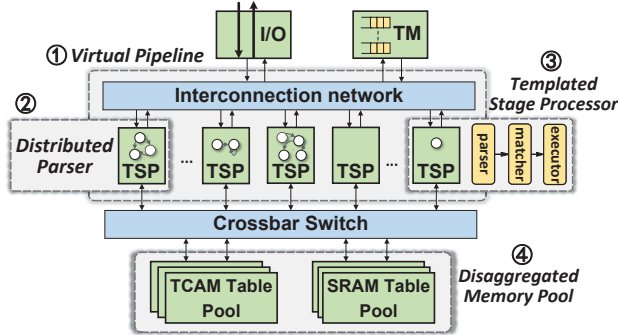 I/O
TM
① Virtual Pipeline
③
Templated
Stage Processor
Interconnection network
②
Distributed
Parser
TSP
...
TSP
TSP
TSP
...
TSP
parser
matcher
executor
Crossbar Switch
TCAM Table
Pool
SRAM Table
Pool
④
Disaggregated
Memory Pool